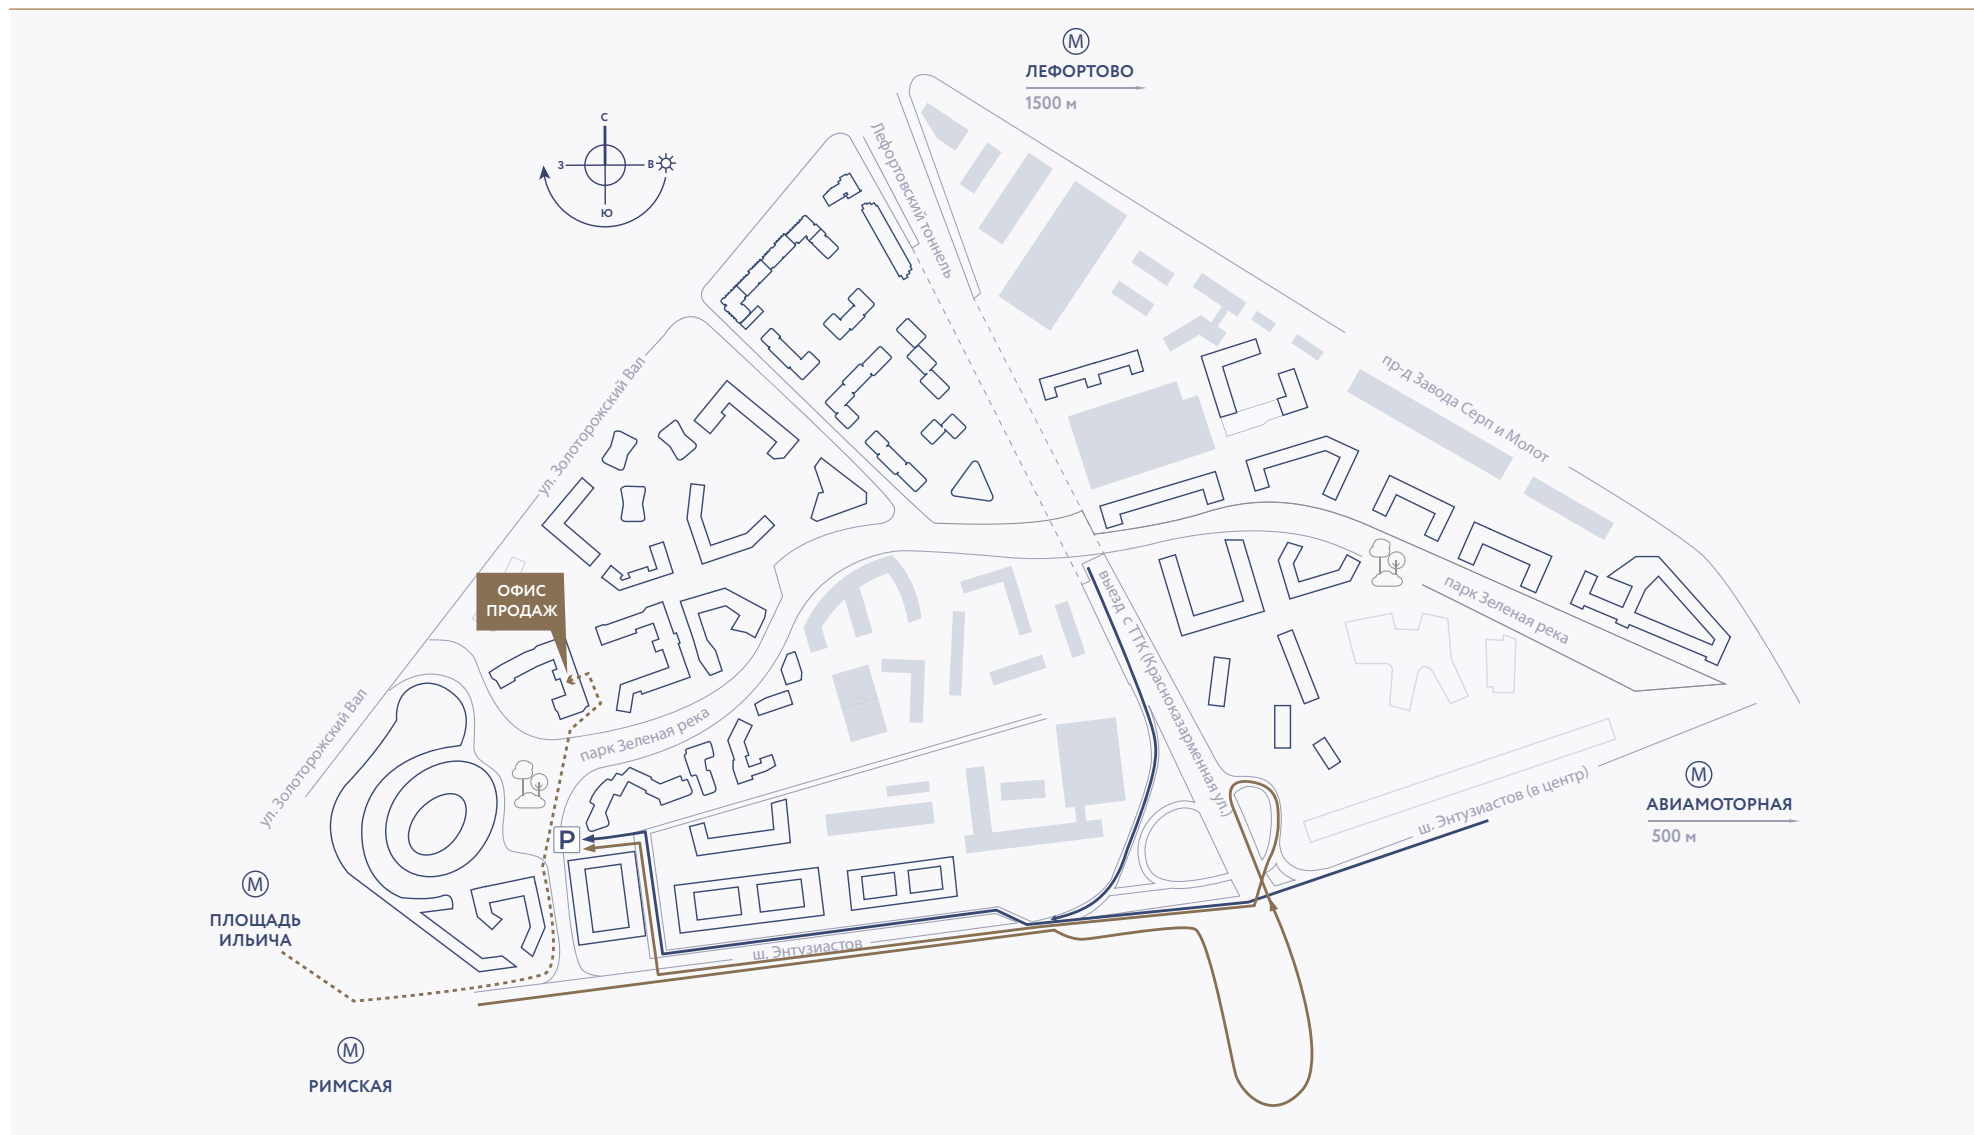 М
ЛЕФОРТОВО
1500 м
С
З
В
Ю
Лефортовский тоннель
ул. Золоторожский Вал
пр-д Завода Серп и Молот
ОФИС
ПРОДАЖ
выезд с ТТК (Красноказарменная ул.)
парк Зеленая река
ул. Золоторожский Вал
парк Зеленая река
М
АВИАМОТОРНАЯ
500 м
ш. Энтузиастов (в центр)
P
М
ПЛОЩАДЬ
ИЛЬИЧА
ш. Энтузиастов
М
РИМСКАЯ